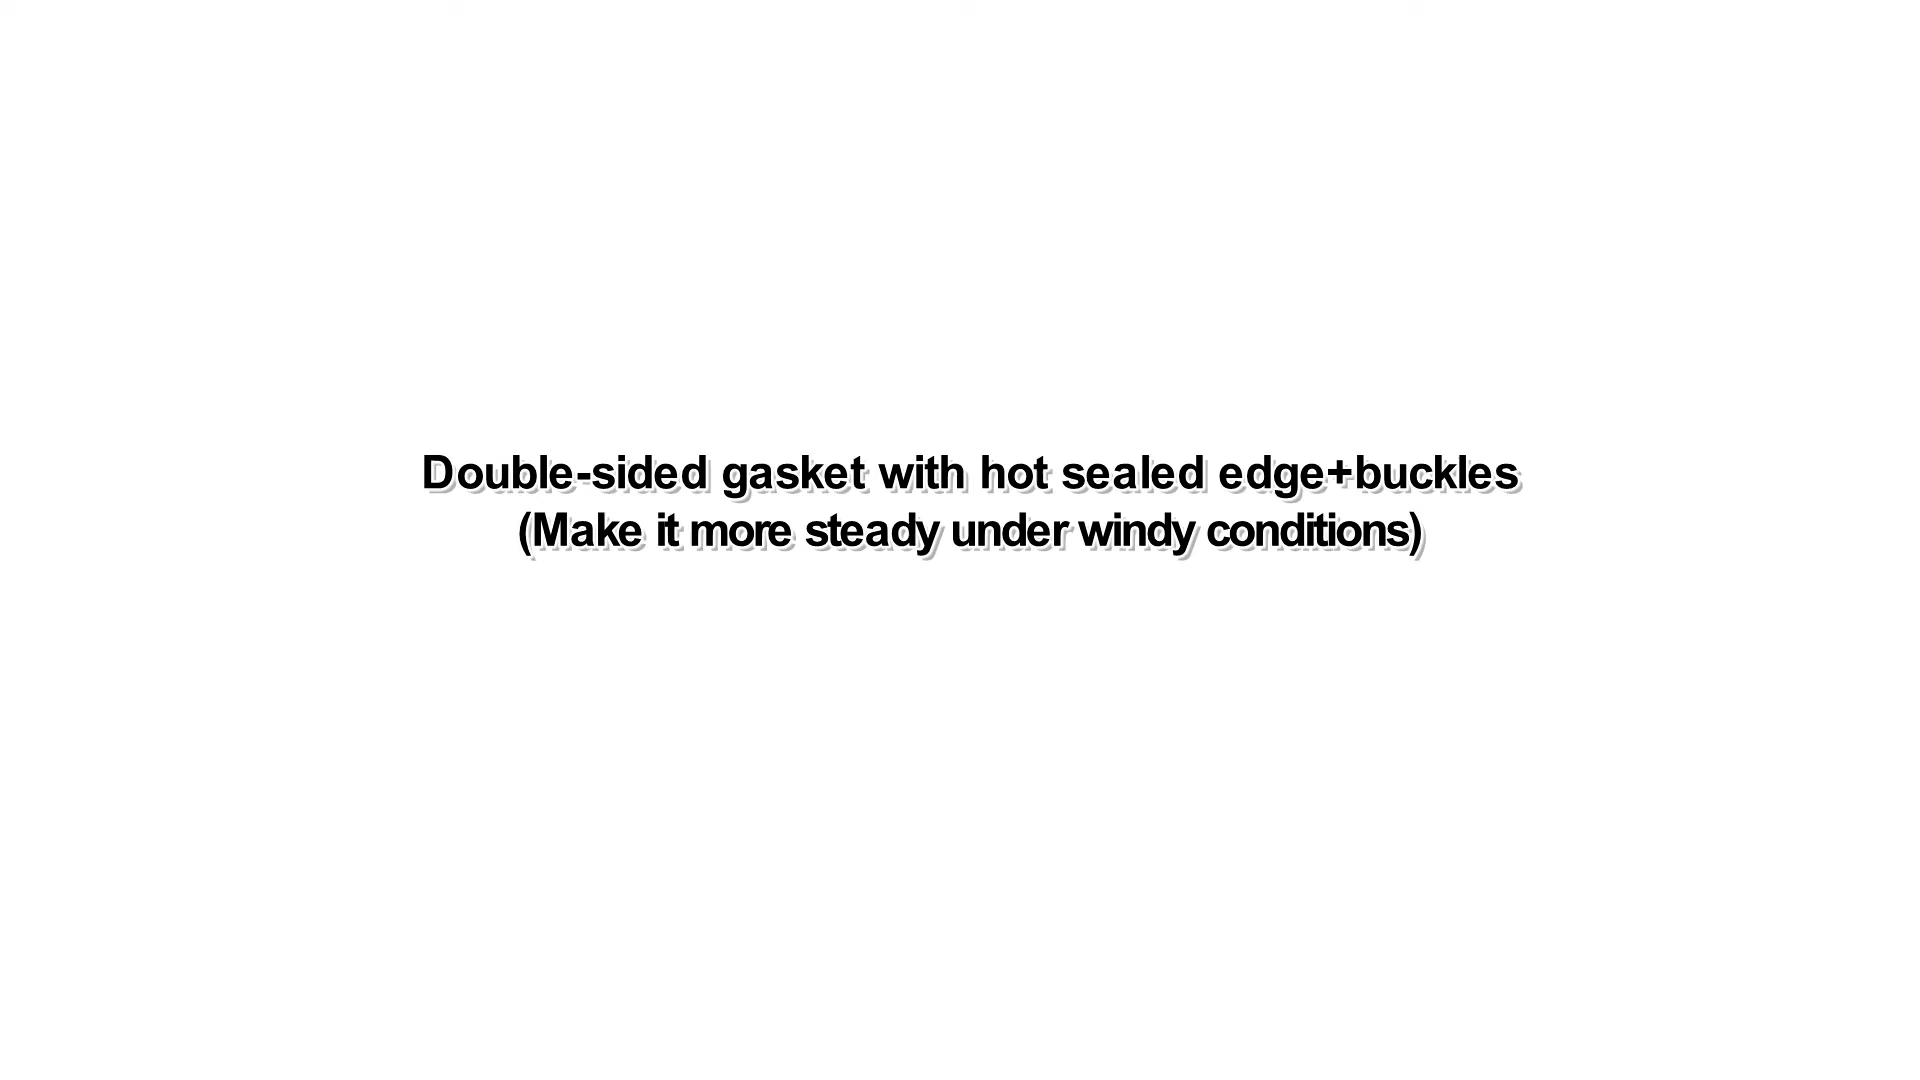 Double-sided gasket with hot sealed edge+buckles
(Make it more steady under windy conditions)